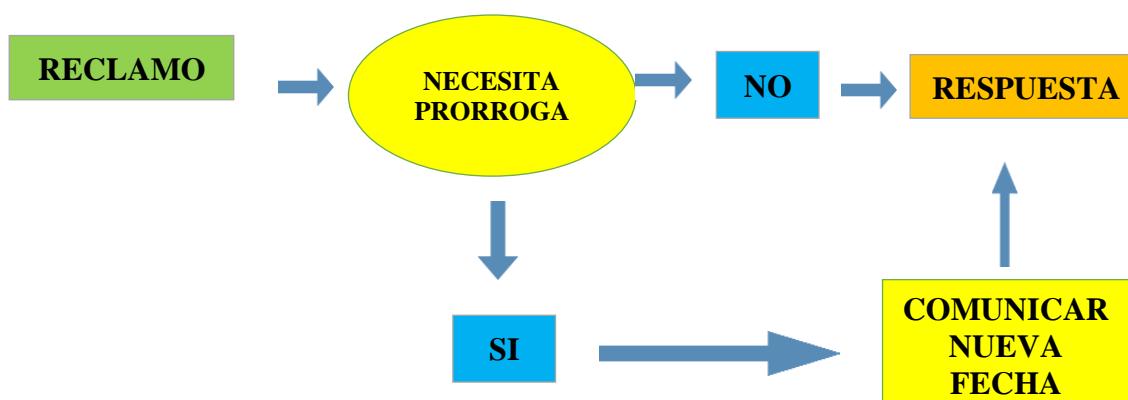 RECLAMO
NECESITA
PRORROGA
NO
RESPUESTA
SI
COMUNICAR
NUEVA
FECHA